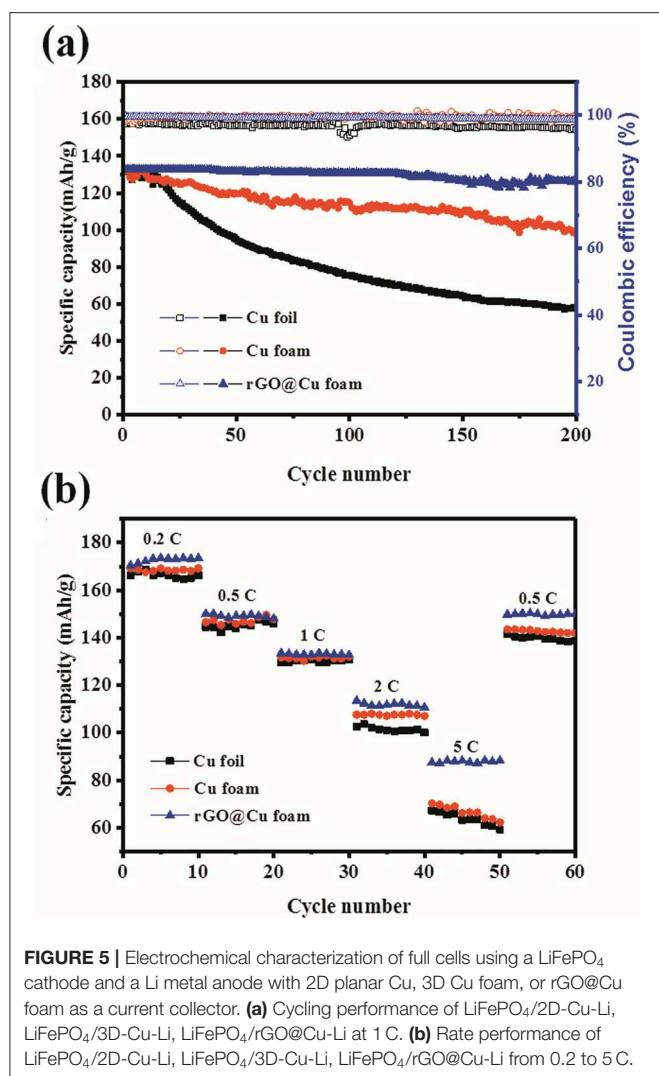 (a)
180
160
140
120
100
80
60
40
20
0
Specific capacity(mAh/g)
100
80
60
40
20
Coulombic efficiency (%)
Cu foil
Cu foam
rGO@Cu foam
0 50 100 150 200
Cycle number
(b)
180
160
140
120
100
80
60
Specific capacity (mAh/g)
0.2 C
0.5 C
1 C
2 C
5 C
0.5 C
Cu foil
Cu foam
rGO@Cu foam
0 10 20 30 40 50 60
Cycle number
FIGURE 5 | Electrochemical characterization of full cells using a LiFePO₄
cathode and a Li metal anode with 2D planar Cu, 3D Cu foam, or rGO@Cu
foam as a current collector. (a) Cycling performance of LiFePO₄/2D-Cu-Li,
LiFePO₄/3D-Cu-Li, LiFePO₄/rGO@Cu-Li at 1 C. (b) Rate performance of
LiFePO₄/2D-Cu-Li, LiFePO₄/3D-Cu-Li, LiFePO₄/rGO@Cu-Li from 0.2 to 5 C.